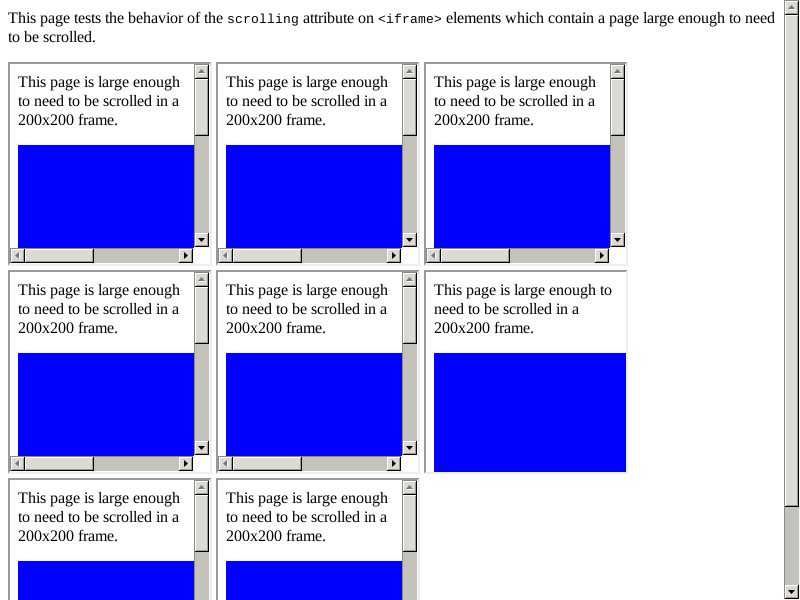 This page tests the behavior of the scrolling attribute on <iframe> elements which contain a page large enough to need
to be scrolled.
This page is large enough
to need to be scrolled in a
200x200 frame.
This page is large enough
to need to be scrolled in a
200x200 frame.
This page is large enough
to need to be scrolled in a
200x200 frame.
This page is large enough
to need to be scrolled in a
200x200 frame.
This page is large enough
to need to be scrolled in a
200x200 frame.
This page is large enough to
need to be scrolled in a
200x200 frame.
This page is large enough
to need to be scrolled in a
200x200 frame.
This page is large enough
to need to be scrolled in a
200x200 frame.